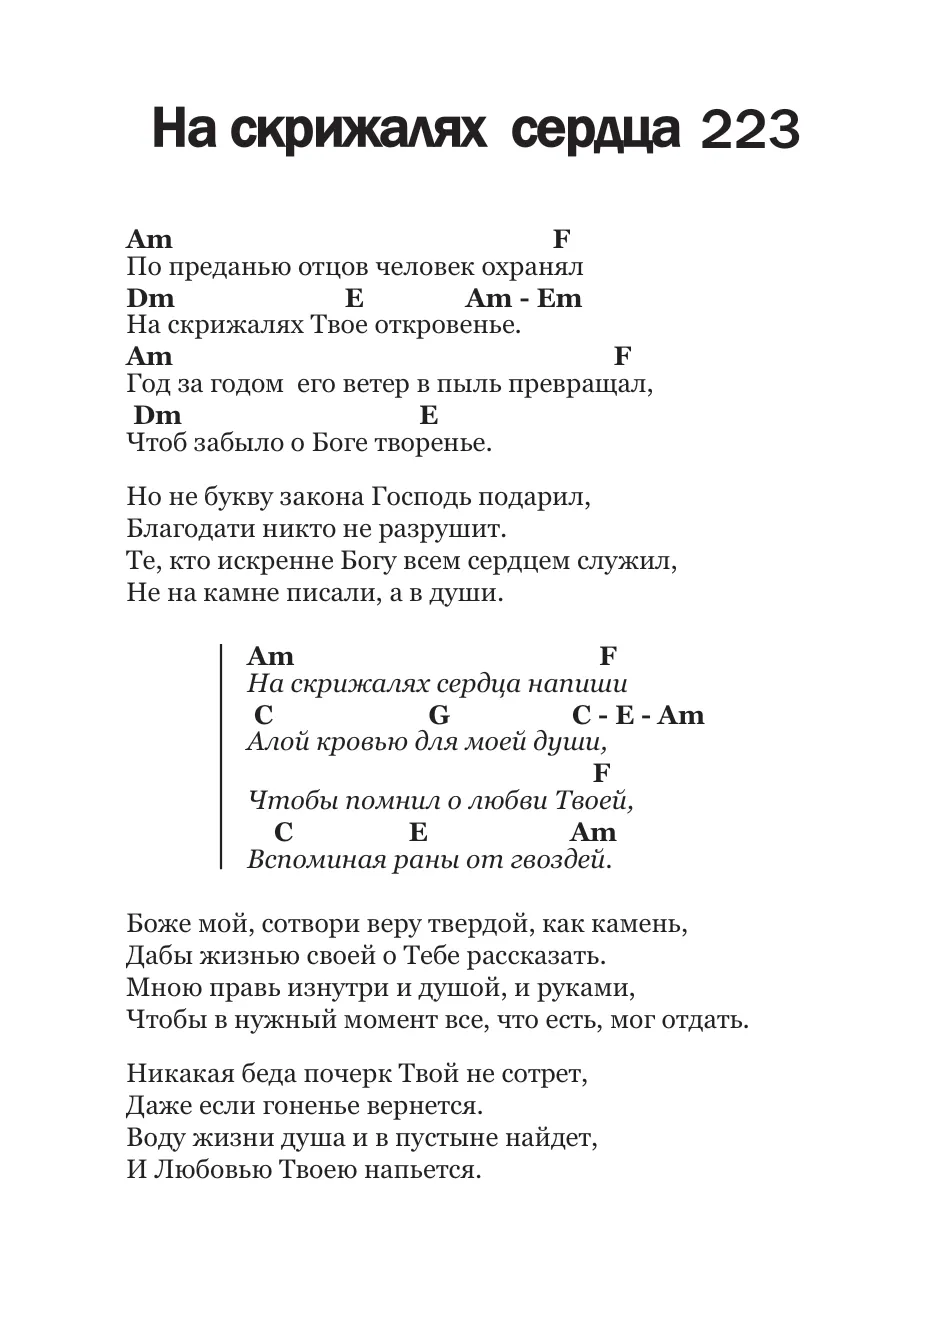 На скрижалях сердца 223
Am F
По преданью отцов человек охранял
Dm E Am - Em
На скрижалях Твое откровенье.
Am F
Год за годом его ветер в пыль превращал,
Dm E
Чтоб забыло о Боге творенье.
Но не букву закона Господь подарил,
Благодати никто не разрушит.
Те, кто искренне Богу всем сердцем служил,
Не на камне писали, а в души.
Am F
На скрижалях сердца напиши
C G C - E - Am
Алой кровью для моей души,
F
Чтобы помнил о любви Твоей,
C E Am
Вспоминая раны от гвоздей.
Боже мой, сотвори веру твердой, как камень,
Дабы жизнью своей о Тебе рассказать.
Мною правь изнутри и душой, и руками,
Чтобы в нужный момент все, что есть, мог отдать.
Никакая беда почерк Твой не сотрет,
Даже если гоненье вернется.
Воду жизни душа и в пустыне найдет,
И Любовью Твоею напьется.